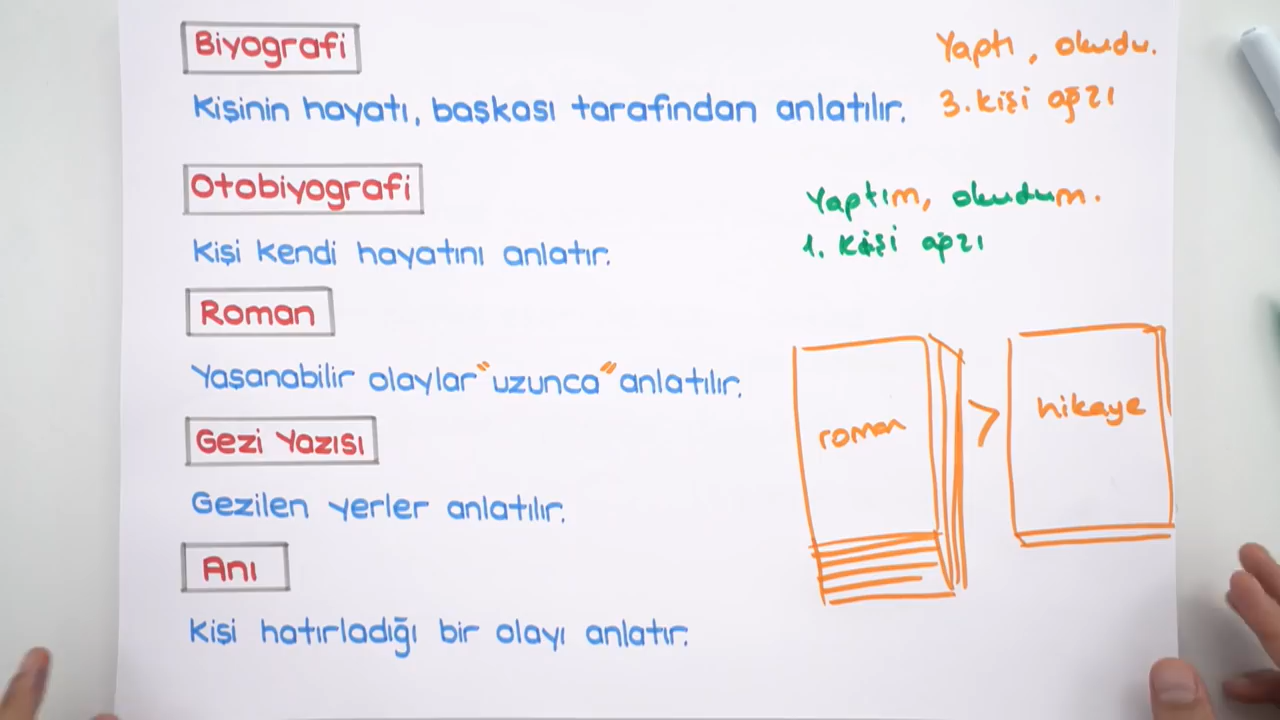 Biyografi
Yaptı, okudu.
Kişinin hayatı, başkası tarafından anlatılır.
3. kişi ağzı
Otobiyografi
Yaptım, okudum.
1. kişi ağzı
Kişi kendi hayatını anlatır.
Roman
Yaşanabilir olaylar "uzunca" anlatılır.
roman > hikaye
Gezi Yazısı
Gezilen yerler anlatılır.
Anı
Kişi hatırladığı bir olayı anlatır.